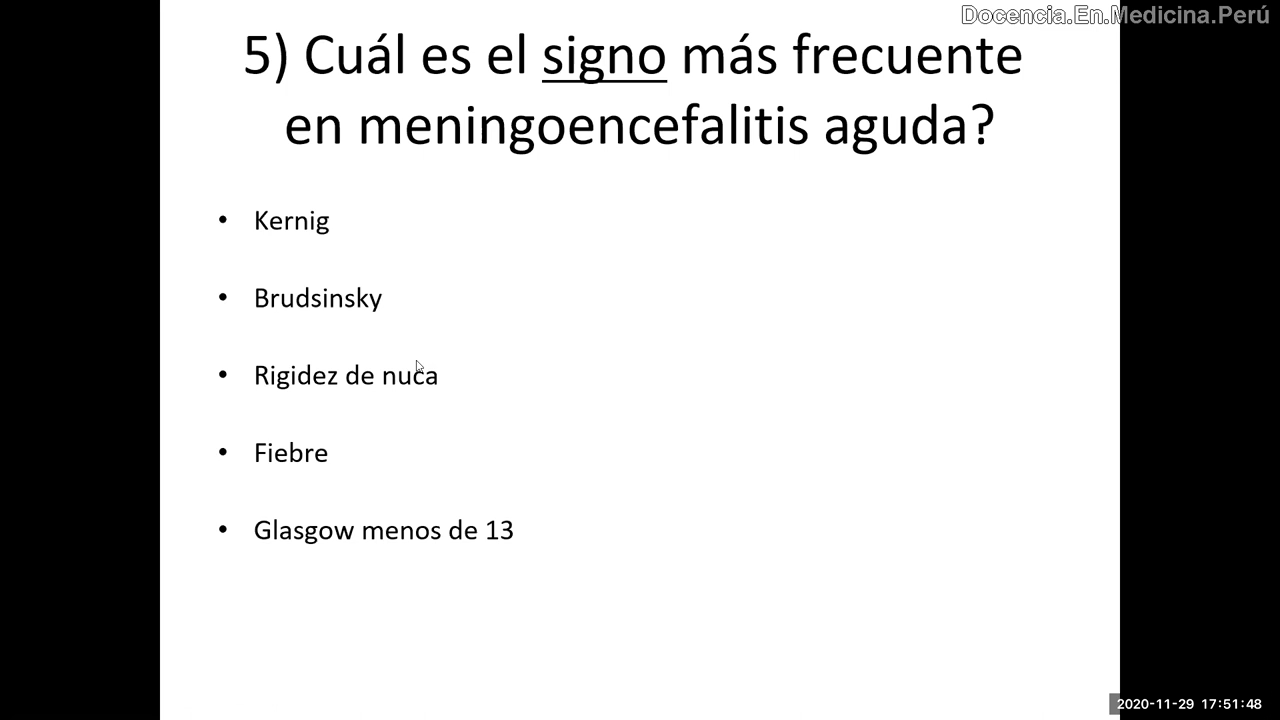 Docencia.En.Medicina.Perú
5) Cuál es el signo más frecuente
en meningoencefalitis aguda?
• Kernig
• Brudsinsky
• Rigidez de nuca
• Fiebre
• Glasgow menos de 13
2020-11-29 17:51:48